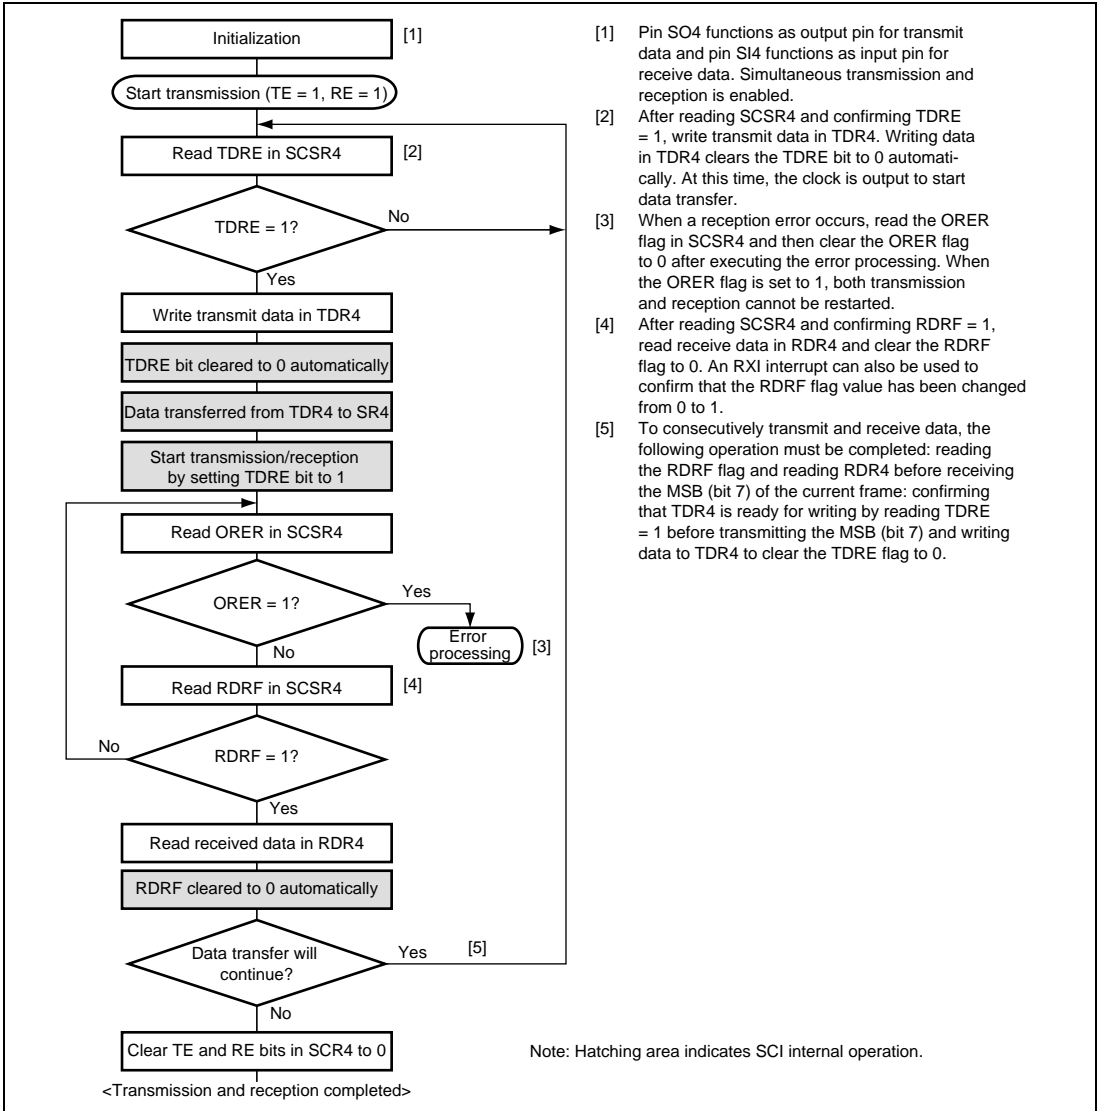 Initialization [1]
Start transmission (TE = 1, RE = 1)
Read TDRE in SCSR4 [2]
TDRE = 1?
No
Yes
Write transmit data in TDR4
TDRE bit cleared to 0 automatically
Data transferred from TDR4 to SR4
Start transmission/reception
by setting TDRE bit to 1
Read ORER in SCSR4
ORER = 1?
Yes
Error
processing [3]
No
Read RDRF in SCSR4 [4]
No
RDRF = 1?
Yes
Read received data in RDR4
RDRF cleared to 0 automatically
Data transfer will
continue?
Yes [5]
No
Clear TE and RE bits in SCR4 to 0
<Transmission and reception completed>
[1] Pin SO4 functions as output pin for transmit
data and pin SI4 functions as input pin for
receive data. Simultaneous transmission and
reception is enabled.
[2] After reading SCSR4 and confirming TDRE
= 1, write transmit data in TDR4. Writing data
in TDR4 clears the TDRE bit to 0 automati-
cally. At this time, the clock is output to start
data transfer.
[3] When a reception error occurs, read the ORER
flag in SCSR4 and then clear the ORER flag
to 0 after executing the error processing. When
the ORER flag is set to 1, both transmission
and reception cannot be restarted.
[4] After reading SCSR4 and confirming RDRF = 1,
read receive data in RDR4 and clear the RDRF
flag to 0. An RXI interrupt can also be used to
confirm that the RDRF flag value has been changed
from 0 to 1.
[5] To consecutively transmit and receive data, the
following operation must be completed: reading
the RDRF flag and reading RDR4 before receiving
the MSB (bit 7) of the current frame: confirming
that TDR4 is ready for writing by reading TDRE
= 1 before transmitting the MSB (bit 7) and writing
data to TDR4 to clear the TDRE flag to 0.
Note: Hatching area indicates SCI internal operation.